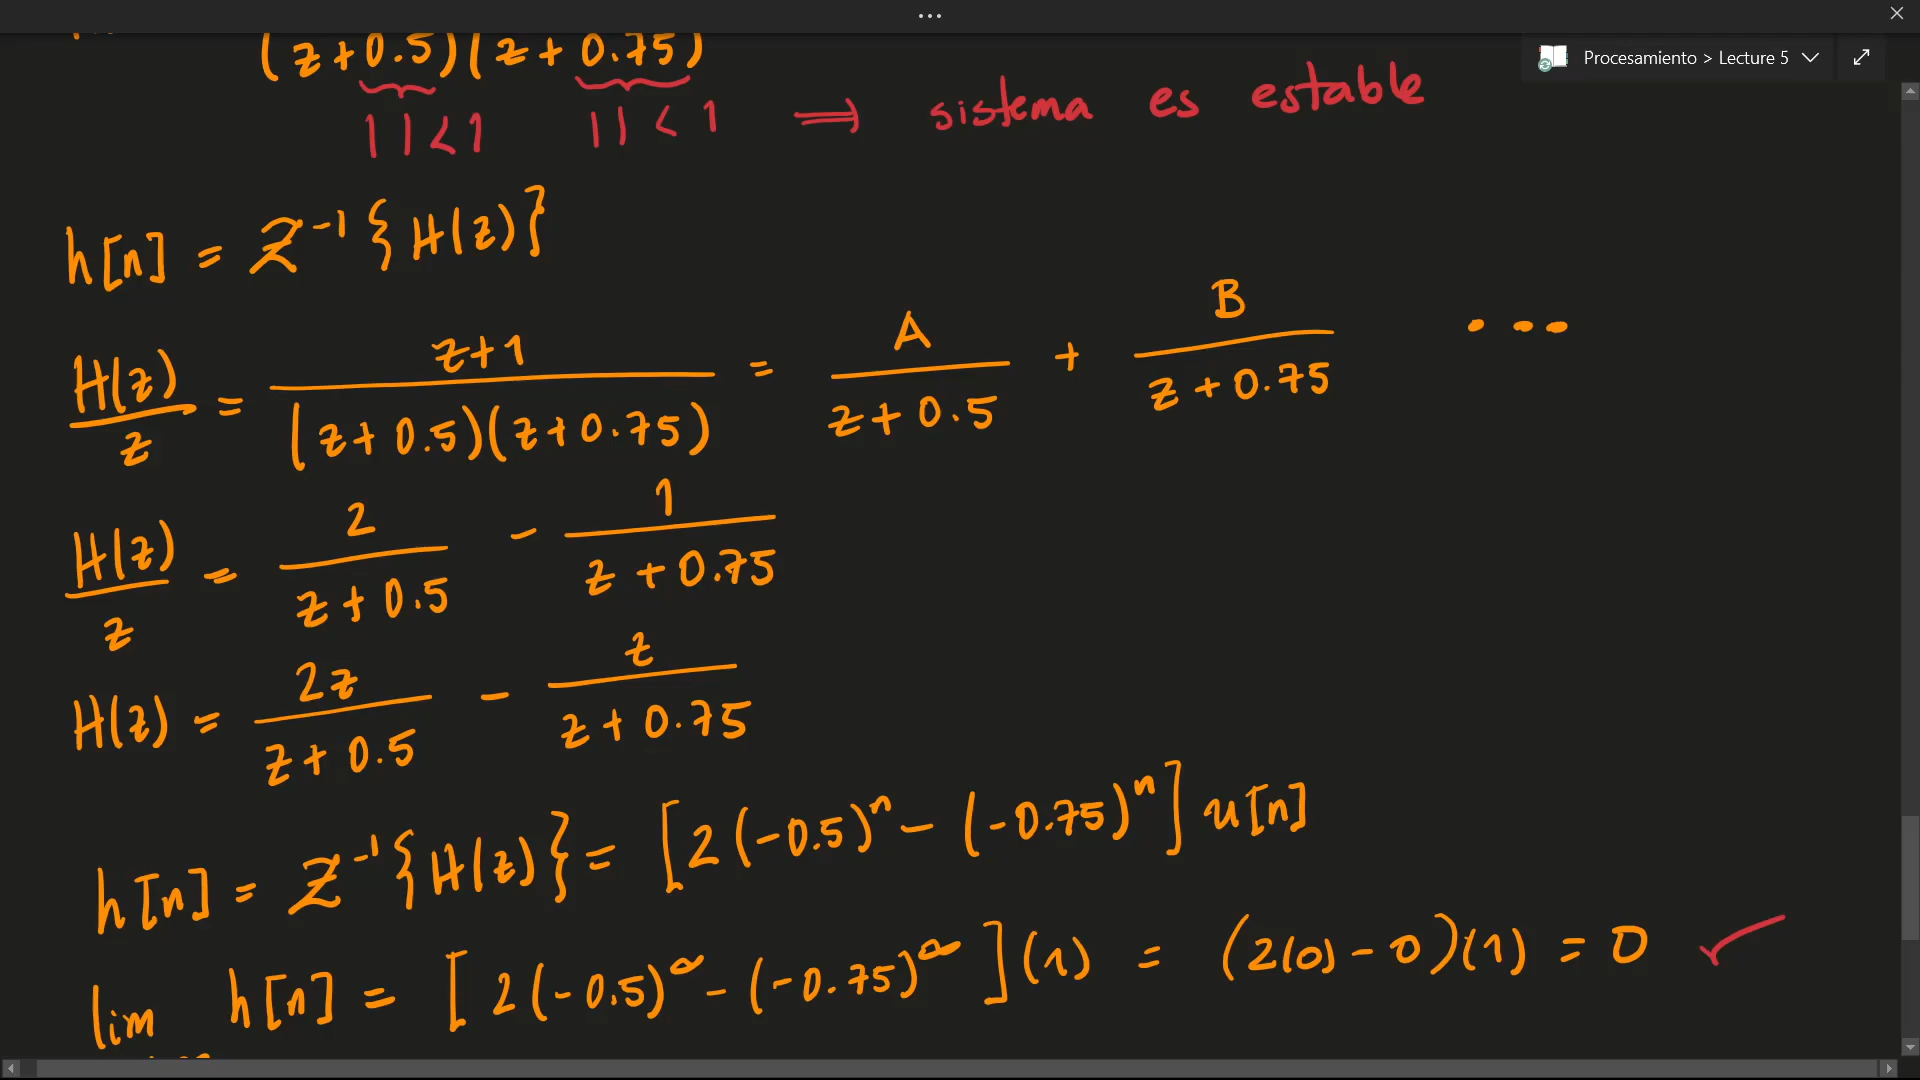 Procesamiento > Lecture 5
(z+0.5)(z+0.75)
| |<1 | |<1 ⟹ sistema es estable
h[n] = Z⁻¹{H(z)}
H(z)/z = (z+1)/((z+0.5)(z+0.75)) = A/(z+0.5) + B/(z+0.75) ...
H(z)/z = 2/(z+0.5) - 1/(z+0.75)
H(z) = 2z/(z+0.5) - z/(z+0.75)
h[n] = Z⁻¹{H(z)} = [2(-0.5)ⁿ - (-0.75)ⁿ] u[n]
lim h[n] = [2(-0.5)^∞ - (-0.75)^∞](1) = (2(0) - 0)(1) = 0 ✓